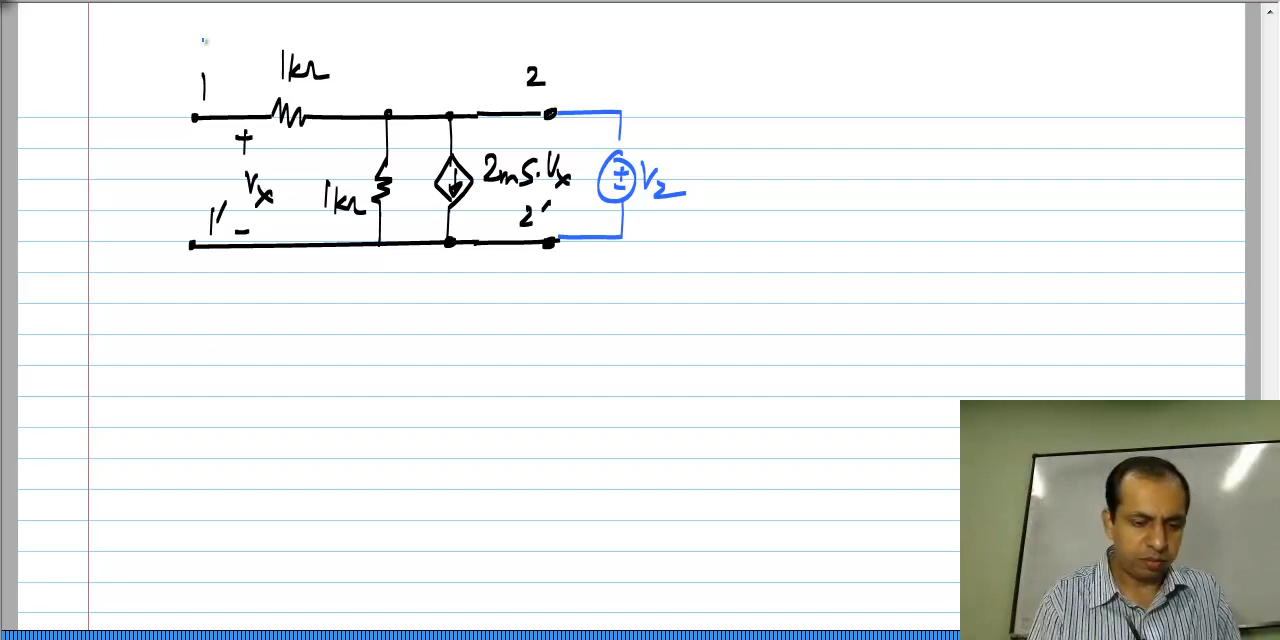 1kΩ
1
2
+
Vx
1kΩ
2mS·Vx
+
-
V2
1'
-
2'